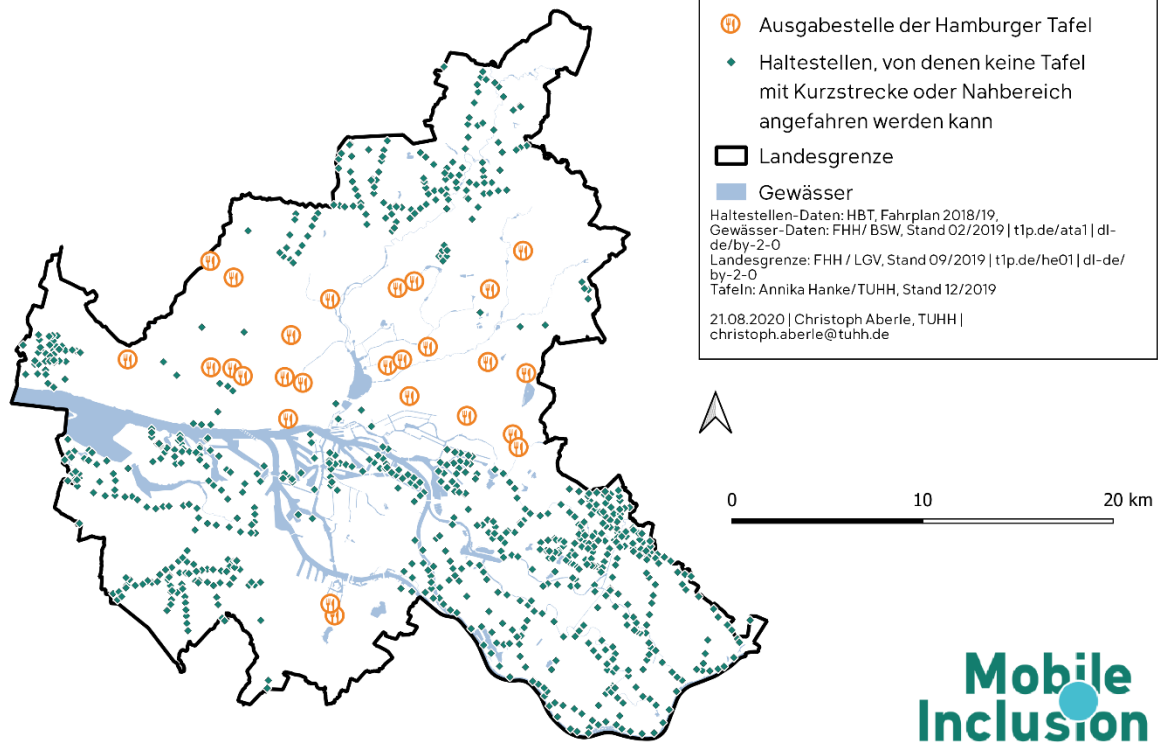 Ausgabestelle der Hamburger Tafel
Haltestellen, von denen keine Tafel
mit Kurzstrecke oder Nahbereich
angefahren werden kann
Landesgrenze
Gewässer
Haltestellen-Daten: HBT, Fahrplan 2018/19,
Gewässer-Daten: FHH/ BSW, Stand 02/2019 | t1p.de/ata1 | dl-
de/by-2-0
Landesgrenze: FHH / LGV, Stand 09/2019 | t1p.de/he01 | dl-de/
by-2-0
Tafeln: Annika Hanke/TUHH, Stand 12/2019
21.08.2020 | Christoph Aberle, TUHH |
christoph.aberle@tuhh.de
0 10 20 km
Mobile
Inclusion